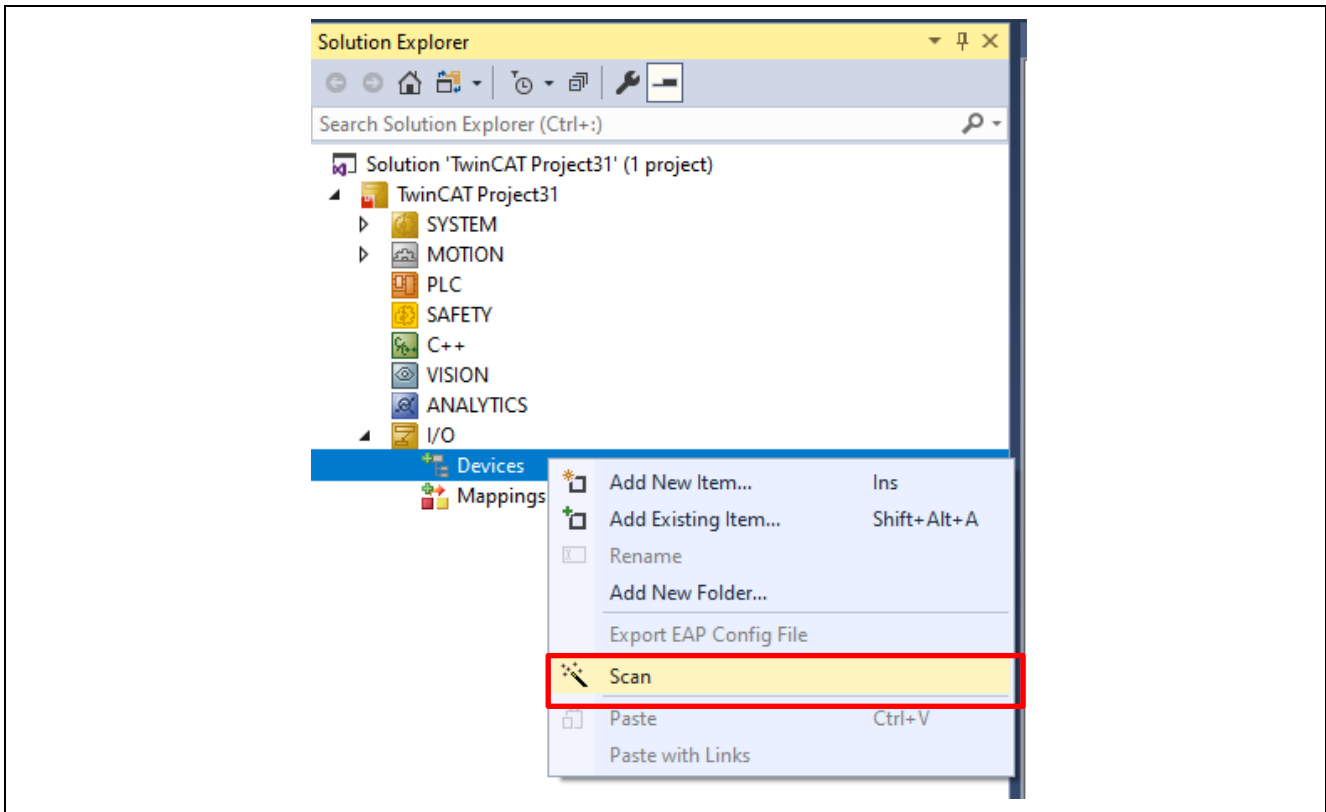 Solution Explorer
Search Solution Explorer (Ctrl+:)
Solution 'TwinCAT Project31' (1 project)
TwinCAT Project31
SYSTEM
MOTION
PLC
SAFETY
C++
VISION
ANALYTICS
I/O
Devices
Mappings
Add New Item... Ins
Add Existing Item... Shift+Alt+A
Rename
Add New Folder...
Export EAP Config File
Scan
Paste Ctrl+V
Paste with Links